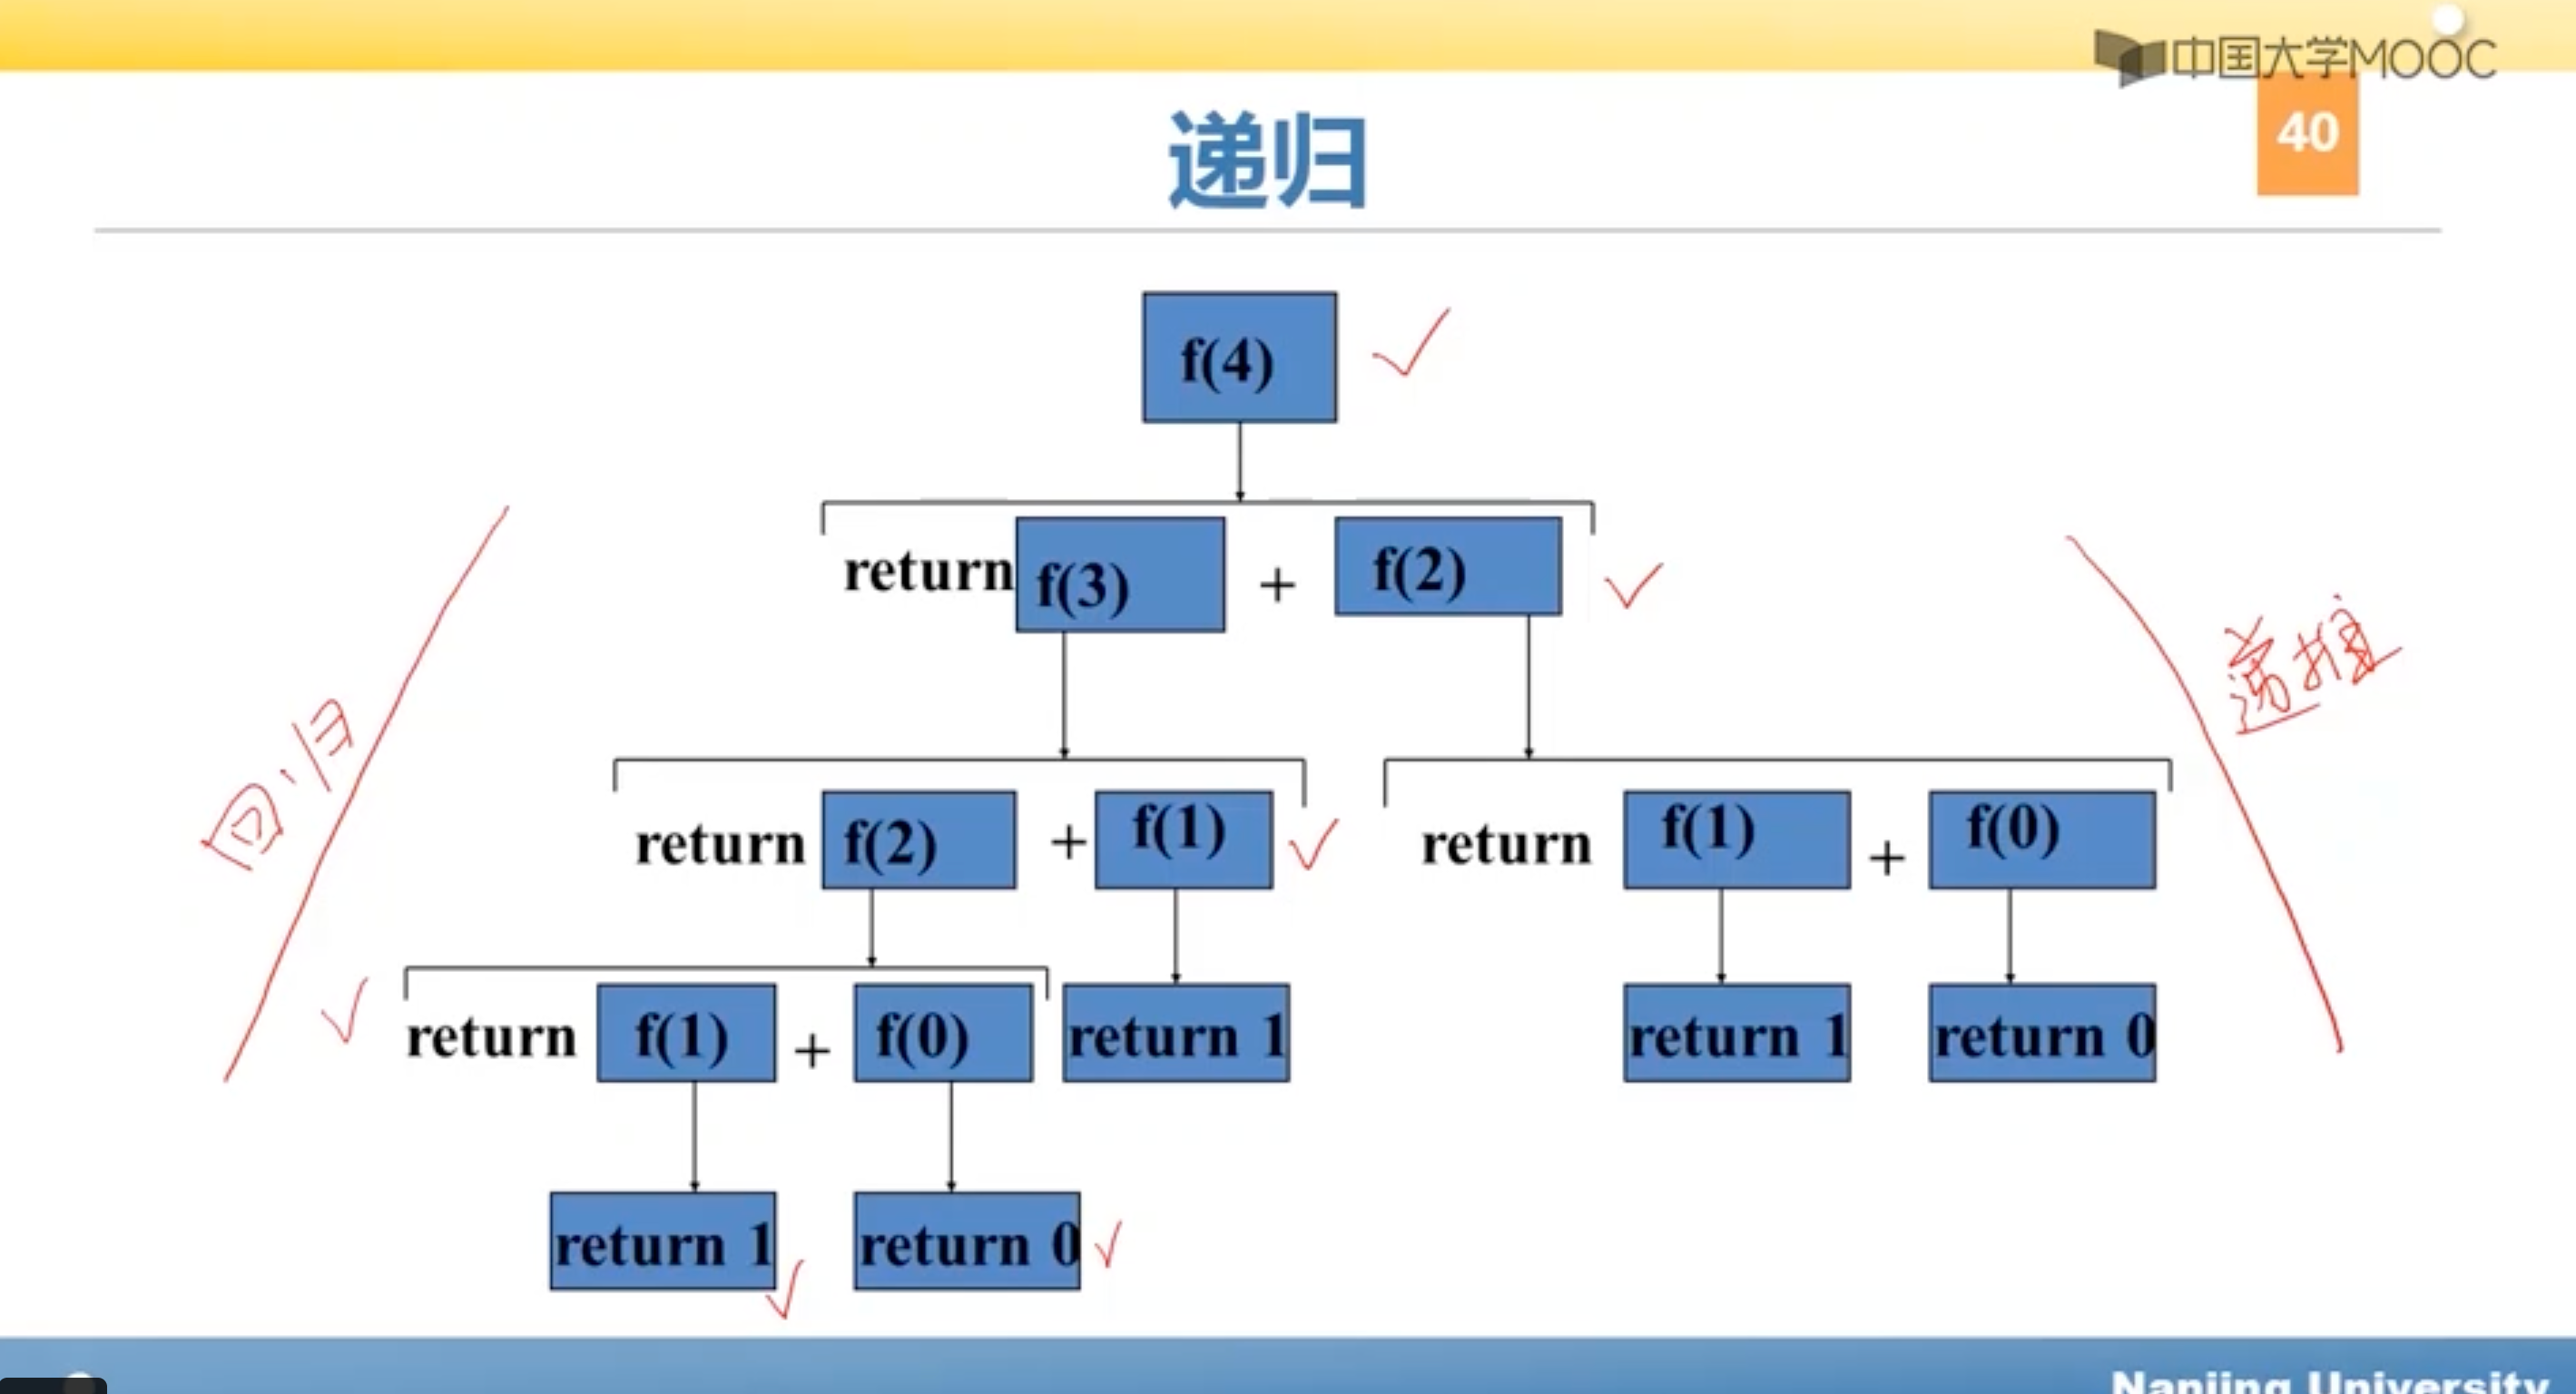 中国大学MOOC
40
递归
f(4)
return f(3) + f(2)
return f(2) + f(1)
return f(1) + f(0)
return f(1) + f(0)
return 1
return 1
return 0
return 1
return 0
回归
递推
Nanjing University